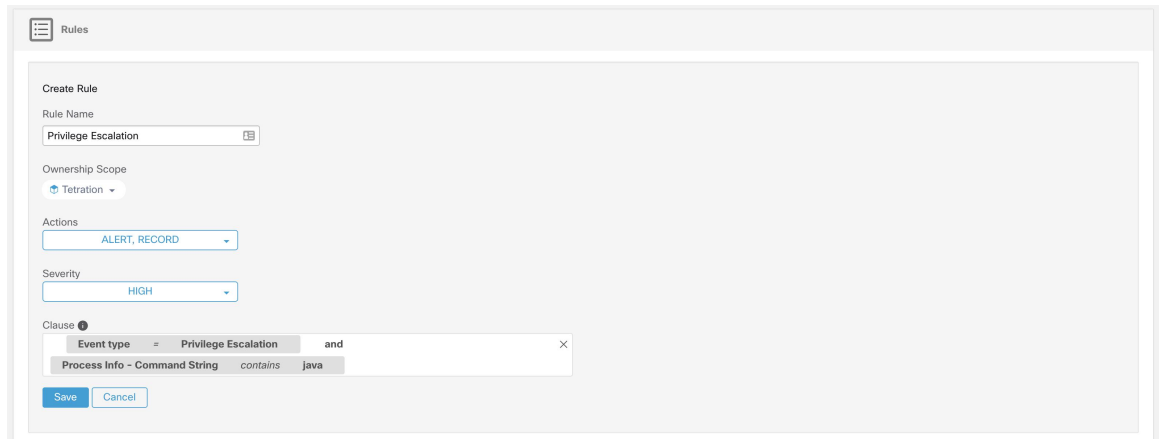 Rules
Create Rule
Rule Name
Privilege Escalation
Ownership Scope
Tetration
Actions
ALERT, RECORD
Severity
HIGH
Clause
Event type = Privilege Escalation and
Process Info - Command String contains java
Save Cancel